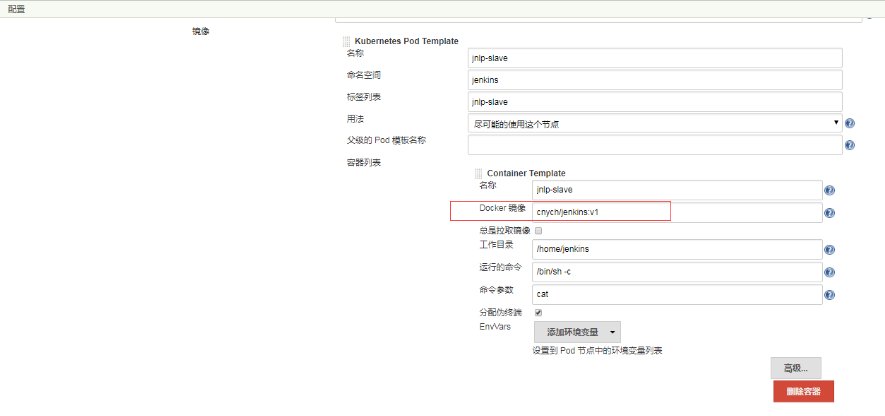 配置
镜像
Kubernetes Pod Template
名称
jnlp-slave
命名空间
jenkins
标签列表
jnlp-slave
用法
尽可能的使用这个节点
父级的 Pod 模板名称
容器列表
Container Template
名称
jnlp-slave
Docker 镜像
cnych/jenkins:v1
总是拉取镜像
工作目录
/home/jenkins
运行的命令
/bin/sh -c
命令参数
cat
分配伪终端
EnvVars
添加环境变量
设置到 Pod 节点中的环境变量列表
高级...
删除容器